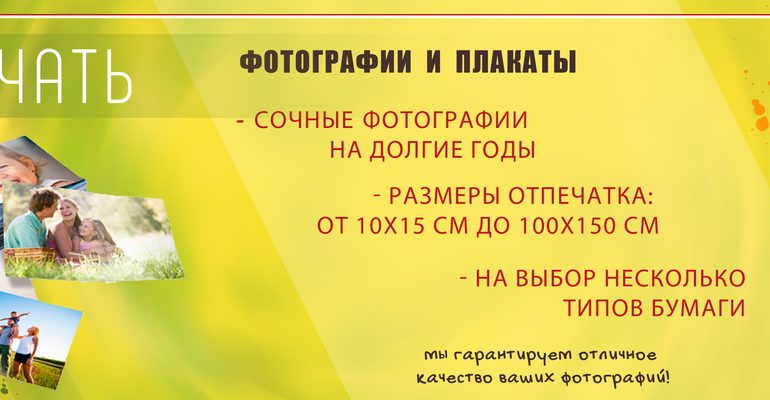 ЧАТЬ
ФОТОГРАФИИ И ПЛАКАТЫ
- СОЧНЫЕ ФОТОГРАФИИ
НА ДОЛГИЕ ГОДЫ
- РАЗМЕРЫ ОТПЕЧАТКА:
ОТ 10Х15 СМ ДО 100Х150 СМ
- НА ВЫБОР НЕСКОЛЬКО
ТИПОВ БУМАГИ
мы гарантируем отличное
качество ваших фотографий!